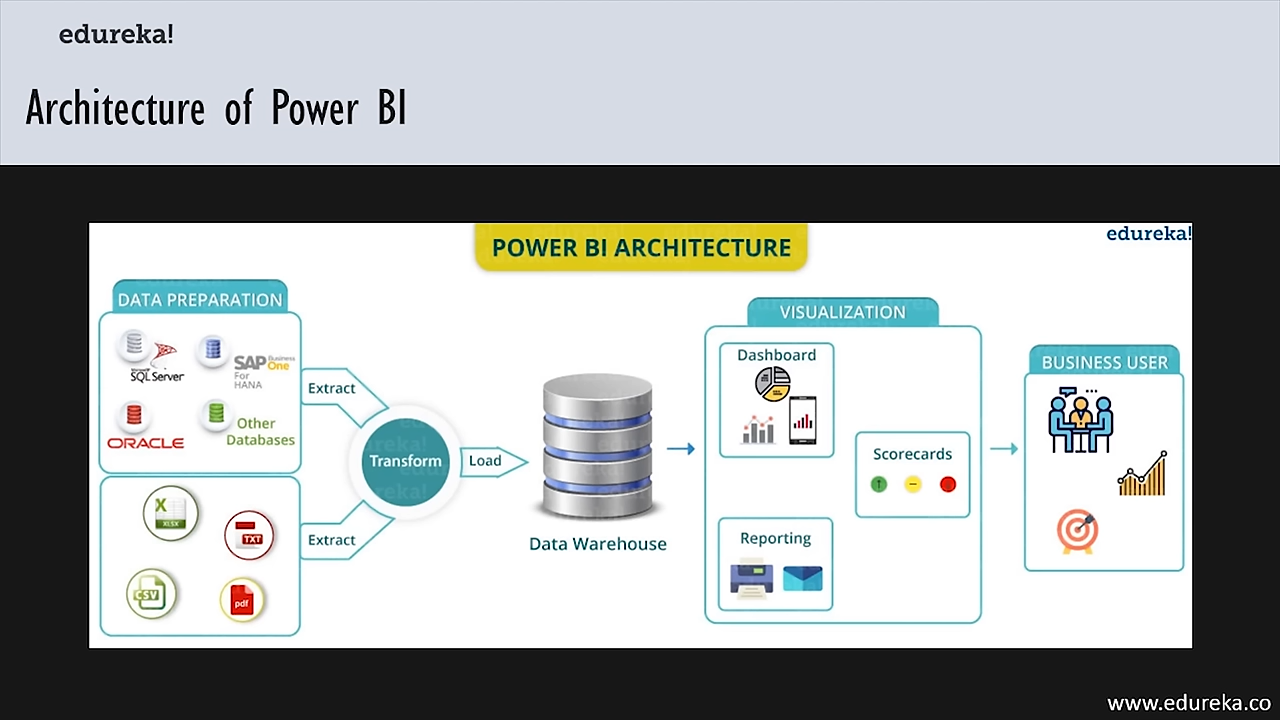 edureka!
Architecture of Power BI
POWER BI ARCHITECTURE
edureka!
DATA PREPARATION
SQL Server
SAP Business
One
For
HANA
ORACLE
Other
Databases
XLSX
TXT
CSV
pdf
Extract
Extract
Transform
Load
Data Warehouse
VISUALIZATION
Dashboard
Scorecards
Reporting
BUSINESS USER
www.edureka.co